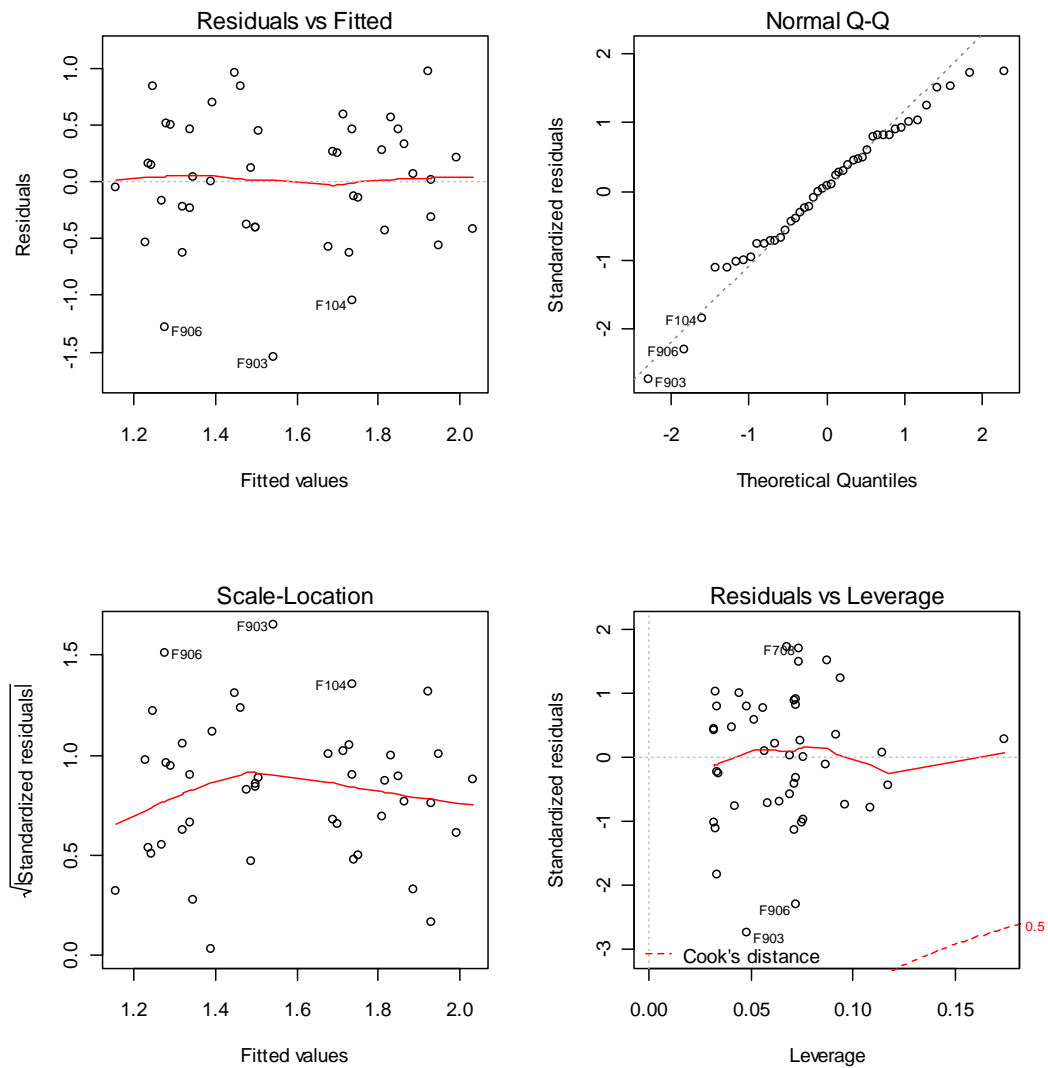 Residuals vs Fitted
Residuals
1.0
0.5
0.0
-0.5
-1.0
-1.5
F104
F906
F903
1.2 1.4 1.6 1.8 2.0
Fitted values
Normal Q-Q
Standardized residuals
2
1
0
-1
-2
F104
F906
F903
-2 -1 0 1 2
Theoretical Quantiles
Scale-Location
√|Standardized residuals|
1.5
1.0
0.5
0.0
F903
F906
F104
1.2 1.4 1.6 1.8 2.0
Fitted values
Residuals vs Leverage
Standardized residuals
2
1
0
-1
-2
-3
F708
F906
F903
0.5
Cook's distance
0.00 0.05 0.10 0.15
Leverage